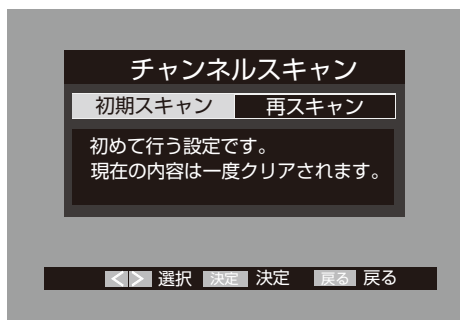 チャンネルスキャン
初期スキャン 再スキャン
初めて行う設定です。
現在の内容は一度クリアされます。
<> 選択 決定 決定 戻る 戻る